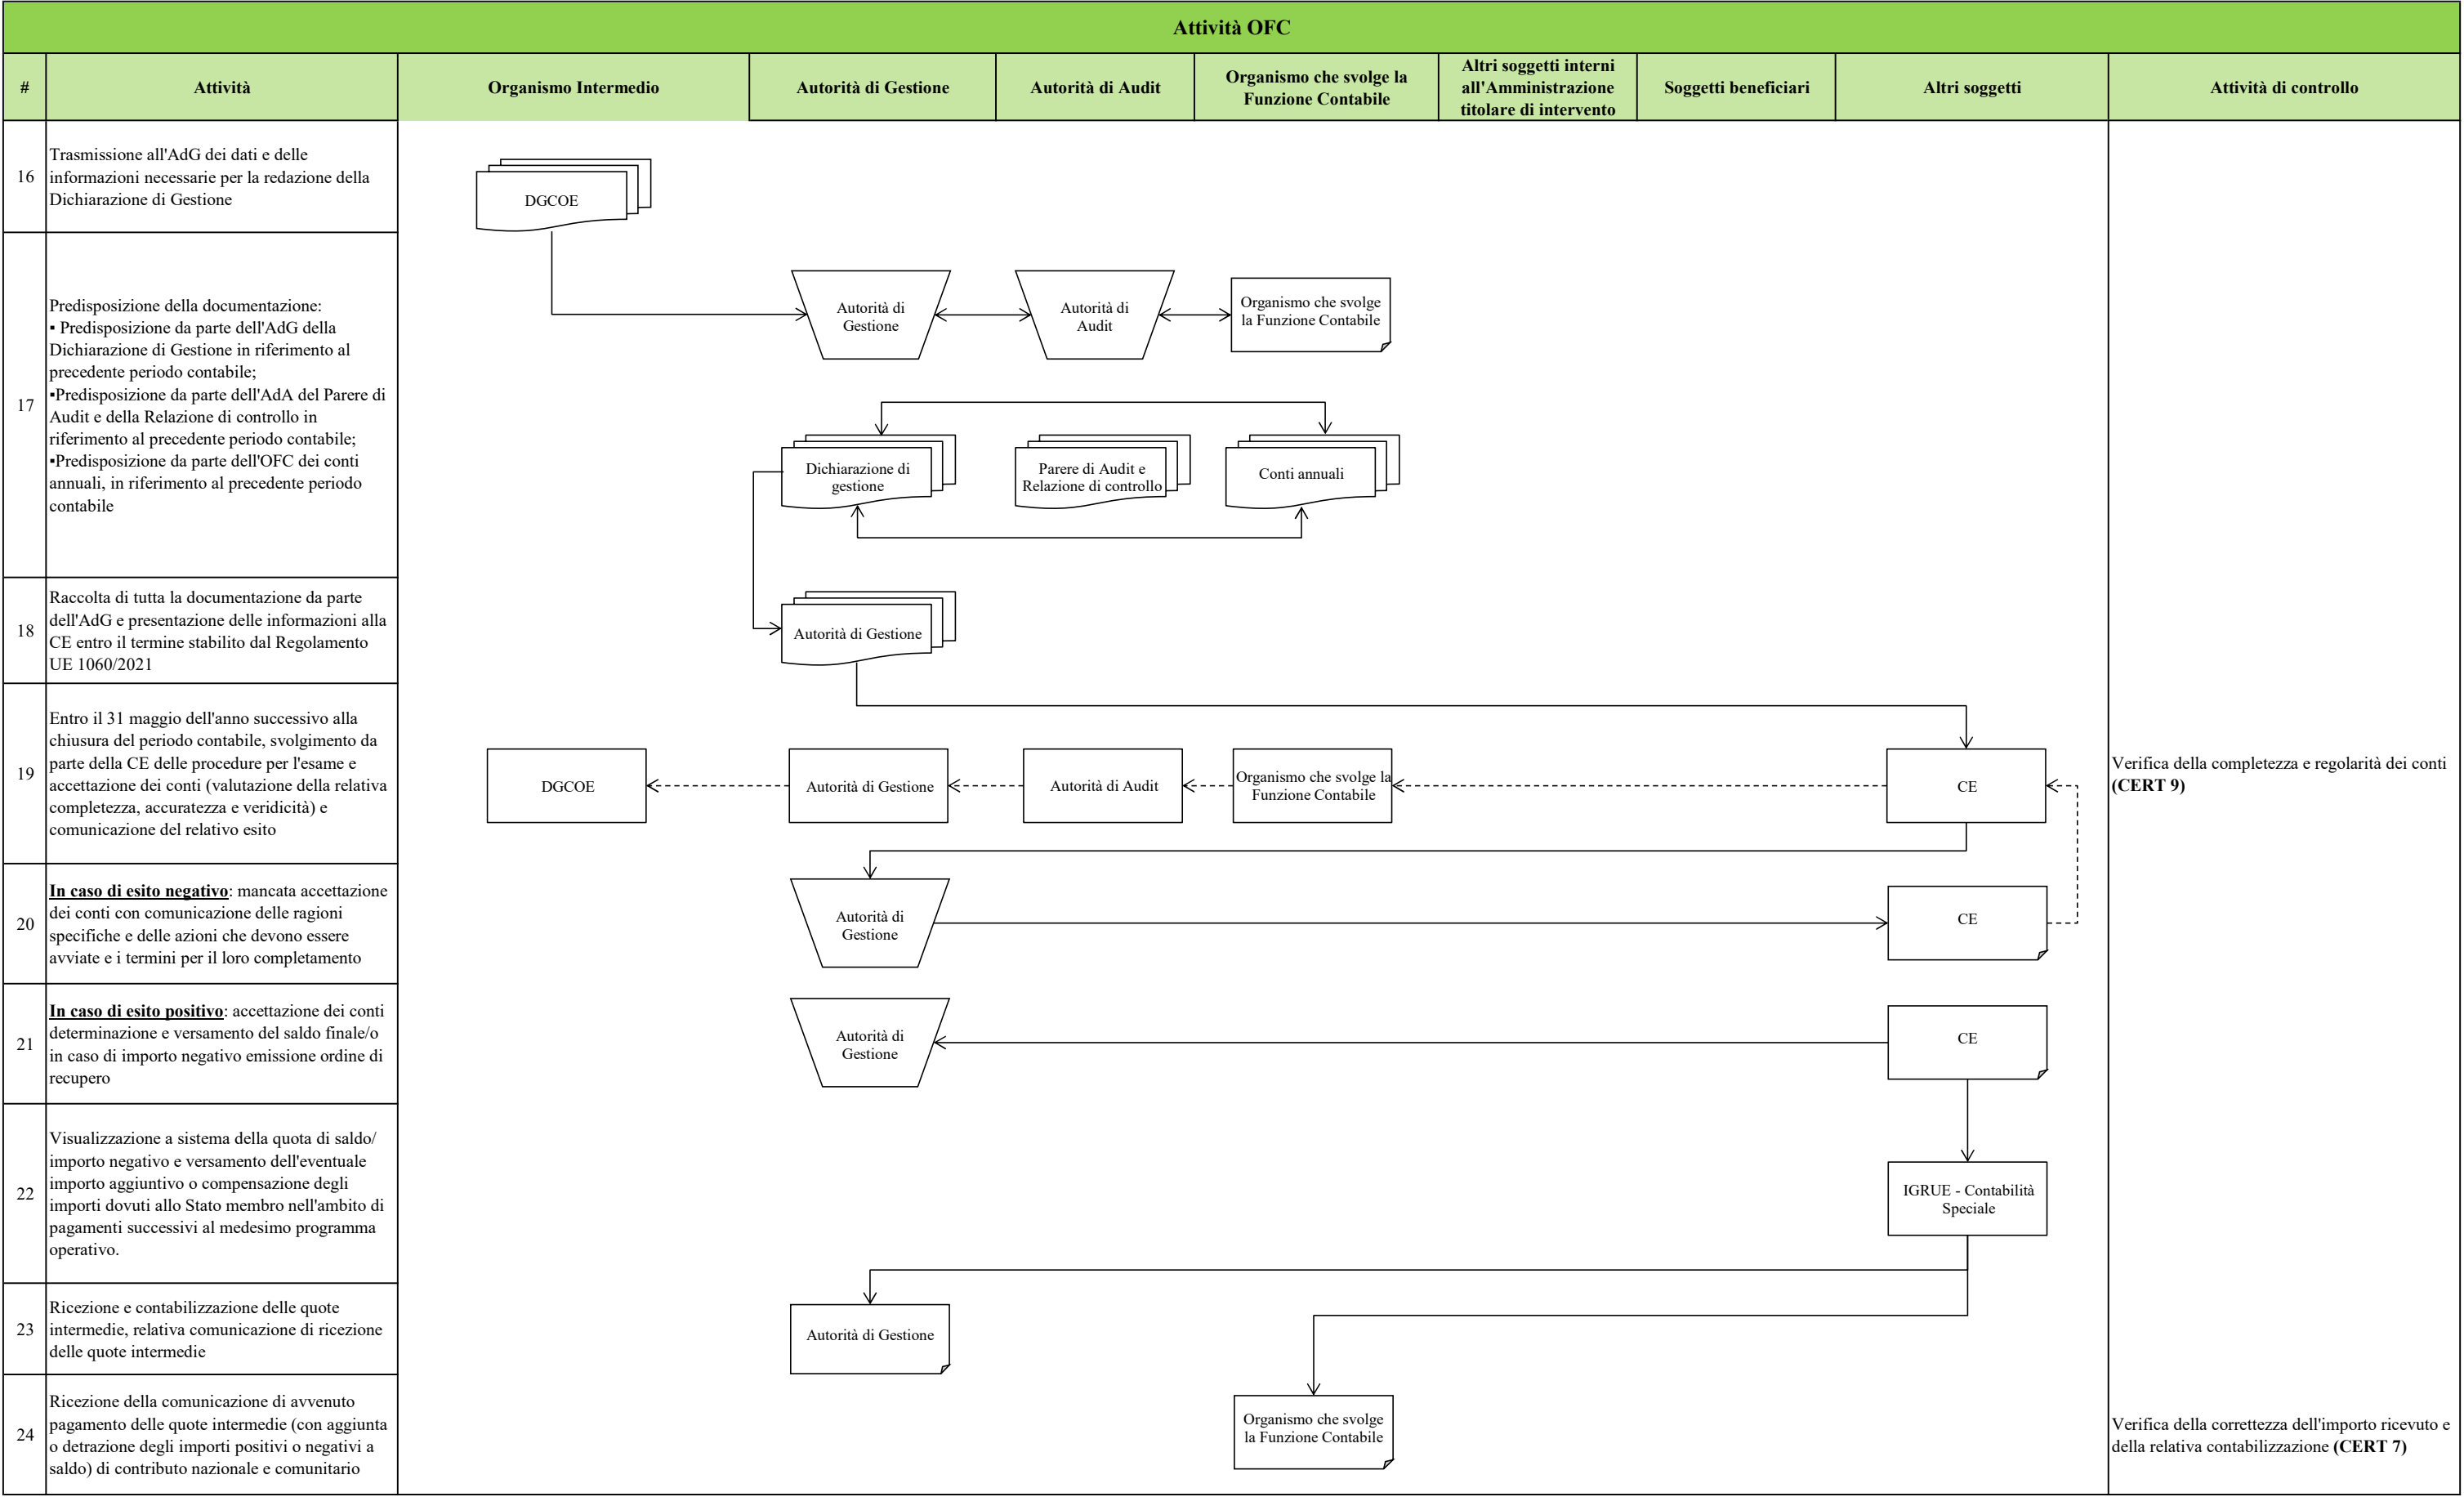 Attività OFC
#
Attività
Organismo Intermedio
Autorità di Gestione
Autorità di Audit
Organismo che svolge la
Funzione Contabile
Altri soggetti interni
all'Amministrazione
titolare di intervento
Soggetti beneficiari
Altri soggetti
Attività di controllo
16
Trasmissione all'AdG dei dati e delle
informazioni necessarie per la redazione della
Dichiarazione di Gestione
DGCOE
17
Predisposizione della documentazione:
▪ Predisposizione da parte dell'AdG della
Dichiarazione di Gestione in riferimento al
precedente periodo contabile;
▪Predisposizione da parte dell'AdA del Parere di
Audit e della Relazione di controllo in
riferimento al precedente periodo contabile;
▪Predisposizione da parte dell'OFC dei conti
annuali, in riferimento al precedente periodo
contabile
Autorità di
Gestione
Autorità di
Audit
Organismo che svolge
la Funzione Contabile
Dichiarazione di
gestione
Parere di Audit e
Relazione di controllo
Conti annuali
18
Raccolta di tutta la documentazione da parte
dell'AdG e presentazione delle informazioni alla
CE entro il termine stabilito dal Regolamento
UE 1060/2021
Autorità di Gestione
19
Entro il 31 maggio dell'anno successivo alla
chiusura del periodo contabile, svolgimento da
parte della CE delle procedure per l'esame e
accettazione dei conti (valutazione della relativa
completezza, accuratezza e veridicità) e
comunicazione del relativo esito
DGCOE
Autorità di Gestione
Autorità di Audit
Organismo che svolge la
Funzione Contabile
CE
Verifica della completezza e regolarità dei conti
(CERT 9)
20
In caso di esito negativo: mancata accettazione
dei conti con comunicazione delle ragioni
specifiche e delle azioni che devono essere
avviate e i termini per il loro completamento
Autorità di
Gestione
CE
21
In caso di esito positivo: accettazione dei conti
determinazione e versamento del saldo finale/o
in caso di importo negativo emissione ordine di
recupero
Autorità di
Gestione
CE
22
Visualizzazione a sistema della quota di saldo/
importo negativo e versamento dell'eventuale
importo aggiuntivo o compensazione degli
importi dovuti allo Stato membro nell'ambito di
pagamenti successivi al medesimo programma
operativo.
IGRUE - Contabilità
Speciale
23
Ricezione e contabilizzazione delle quote
intermedie, relativa comunicazione di ricezione
delle quote intermedie
Autorità di Gestione
24
Ricezione della comunicazione di avvenuto
pagamento delle quote intermedie (con aggiunta
o detrazione degli importi positivi o negativi a
saldo) di contributo nazionale e comunitario
Organismo che svolge
la Funzione Contabile
Verifica della correttezza dell'importo ricevuto e
della relativa contabilizzazione (CERT 7)